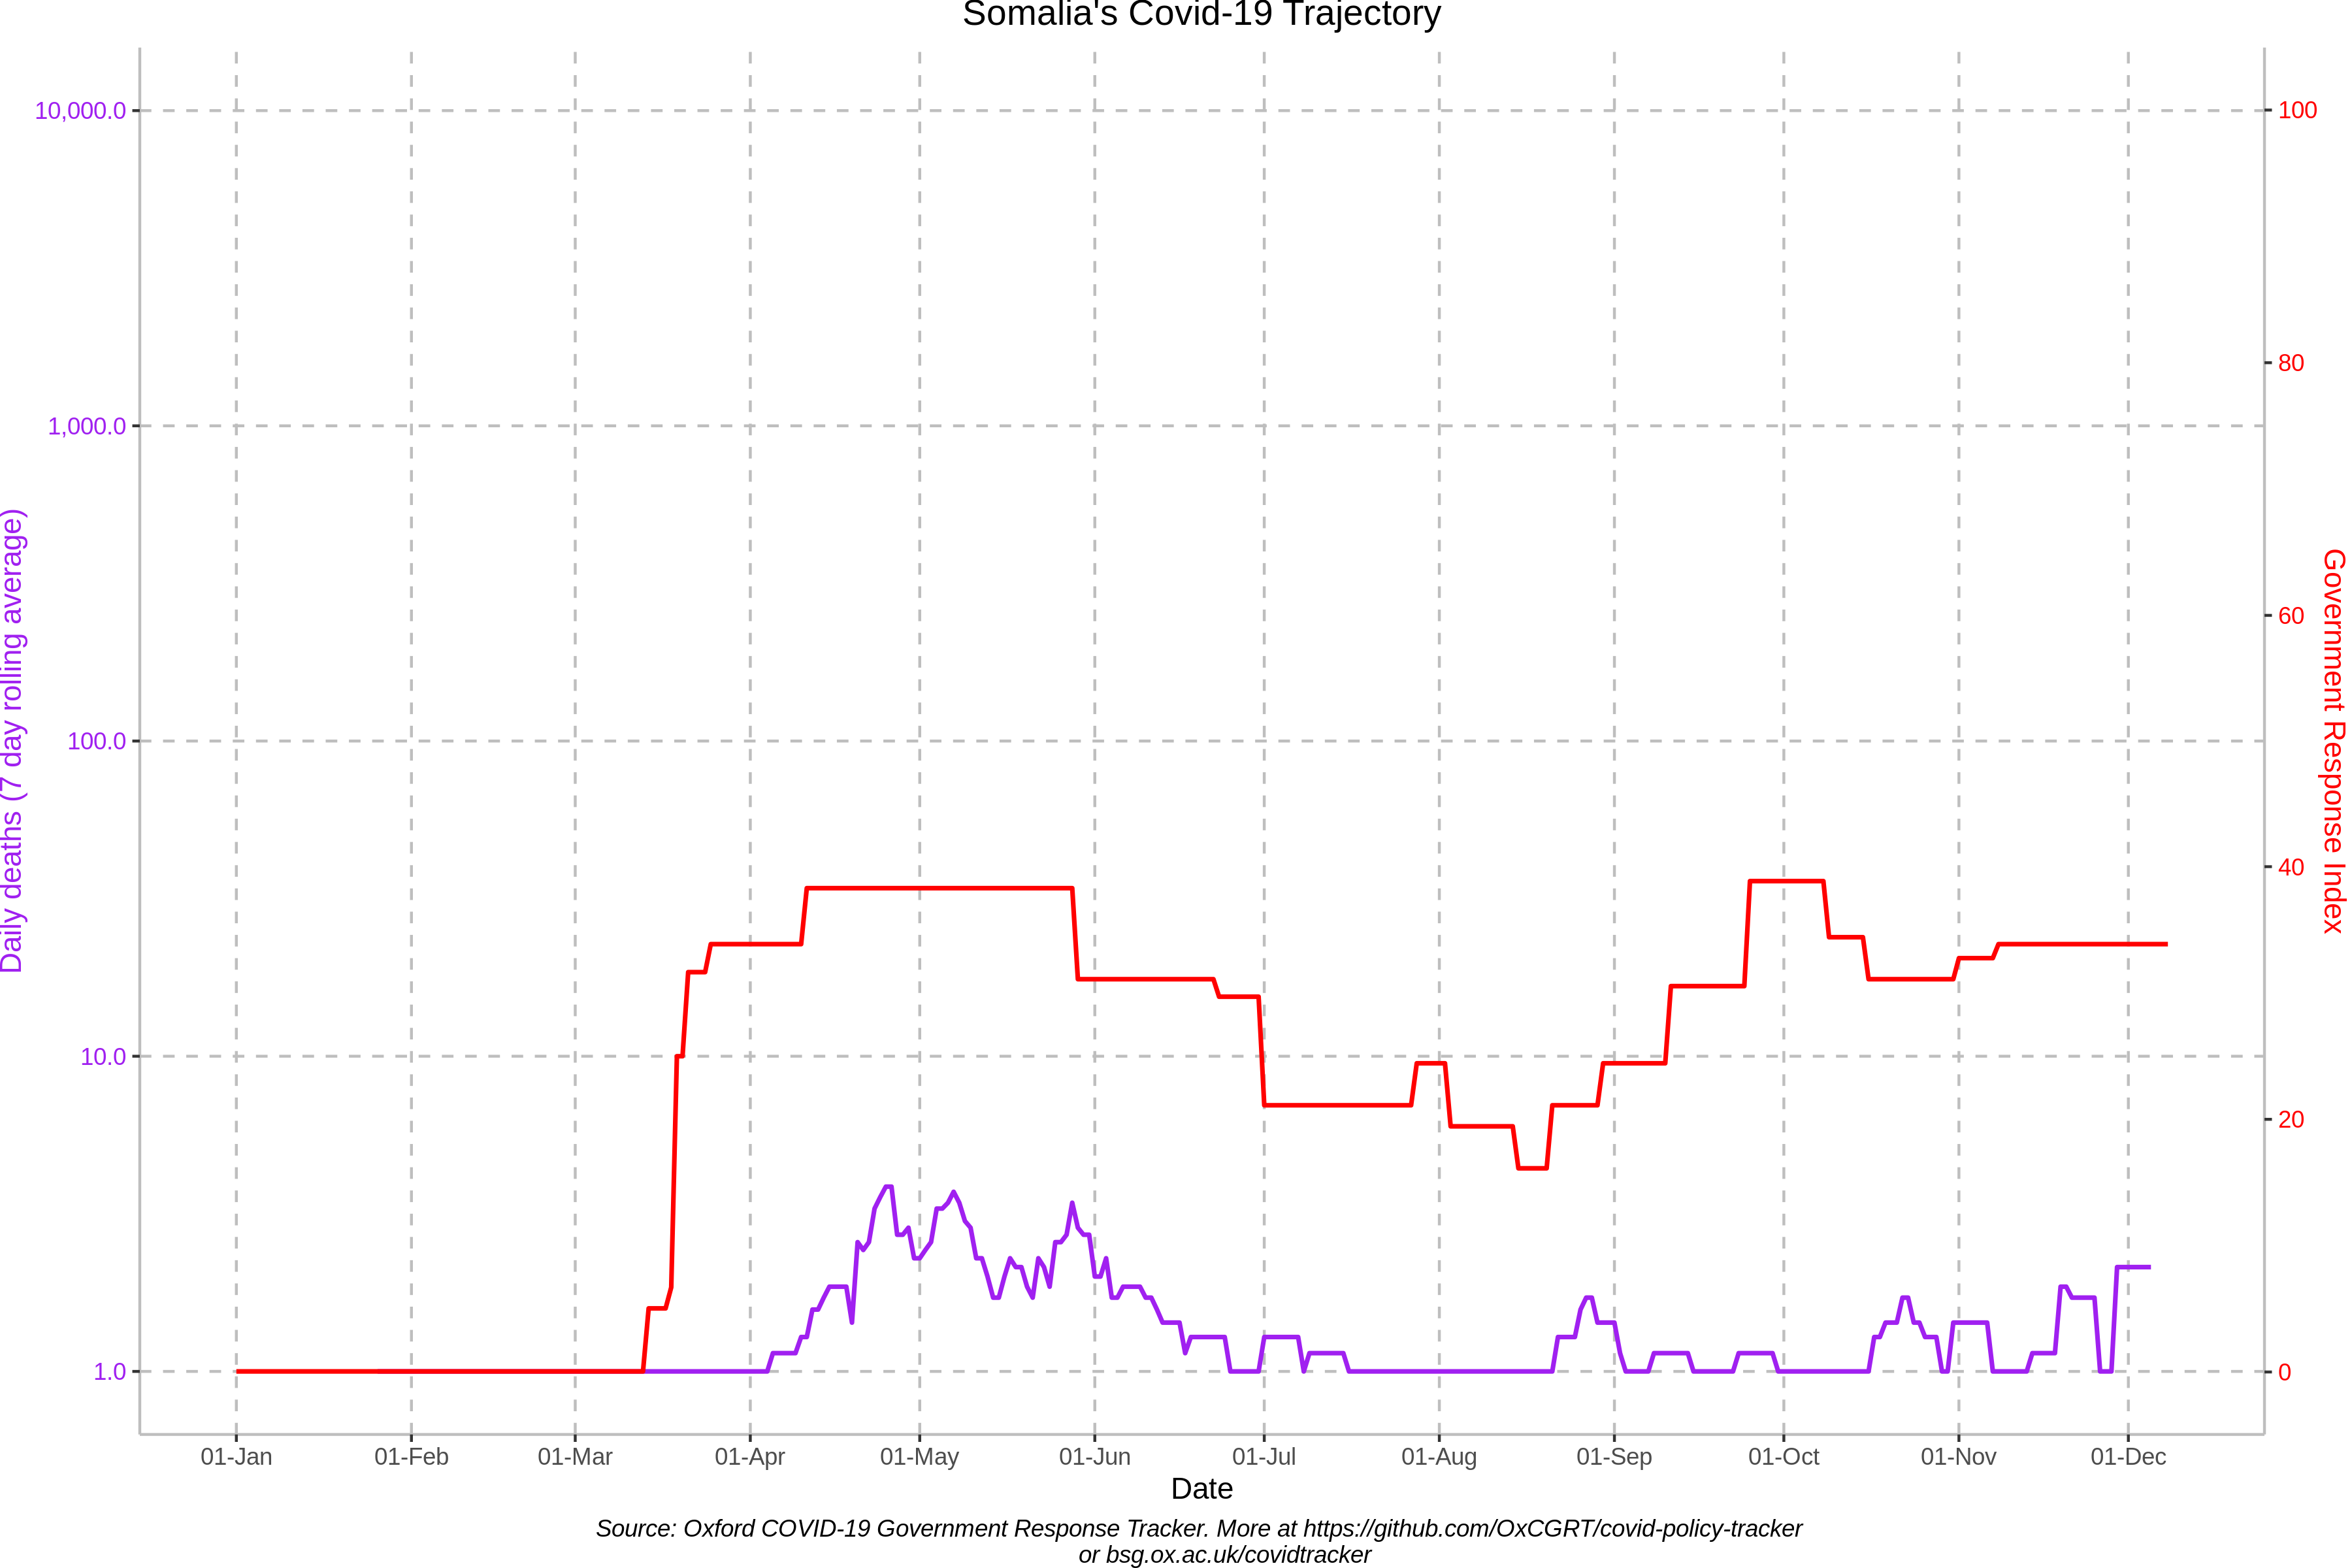 Somalia's Covid-19 Trajectory
10,000.0
1,000.0
100.0
10.0
1.0
Daily deaths (7 day rolling average)
100
80
60
40
20
0
Government Response Index
01-Jan 01-Feb 01-Mar 01-Apr 01-May 01-Jun 01-Jul 01-Aug 01-Sep 01-Oct 01-Nov 01-Dec
Date
Source: Oxford COVID-19 Government Response Tracker. More at https://github.com/OxCGRT/covid-policy-tracker
or bsg.ox.ac.uk/covidtracker